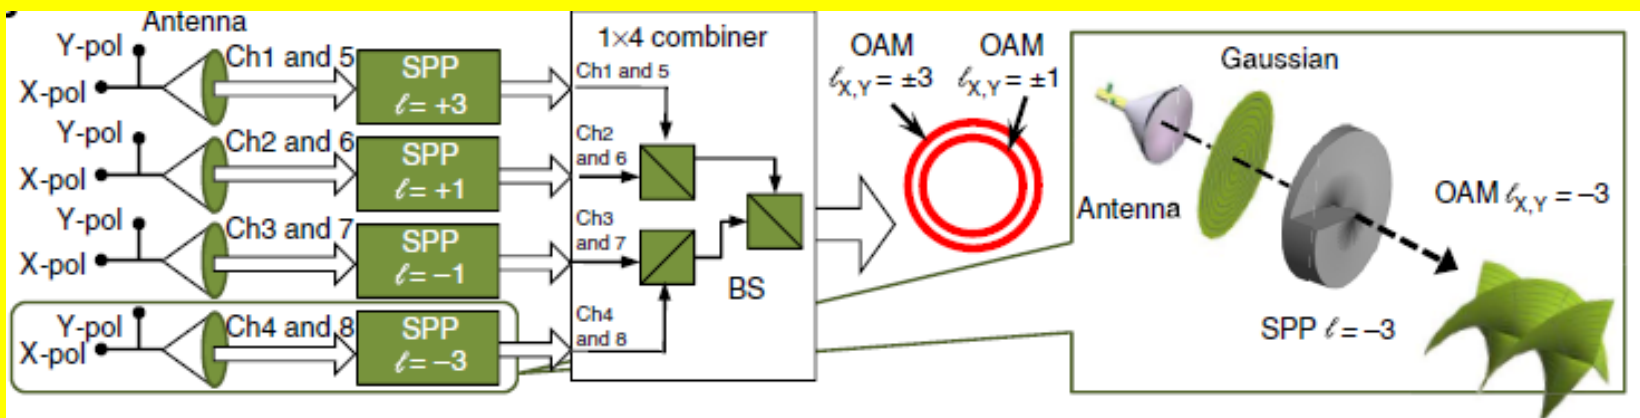 Antenna
Y-pol
X-pol
Ch1 and 5
SPP
ℓ = +3
Y-pol
X-pol
Ch2 and 6
SPP
ℓ = +1
Y-pol
X-pol
Ch3 and 7
SPP
ℓ = −1
Y-pol
X-pol
Ch4 and 8
SPP
ℓ = −3
1×4 combiner
Ch1 and 5
Ch2
and 6
Ch3
and 7
Ch4
and 8
BS
OAM
ℓX,Y = ±3
OAM
ℓX,Y = ±1
Gaussian
Antenna
OAM ℓX,Y = −3
SPP ℓ = −3